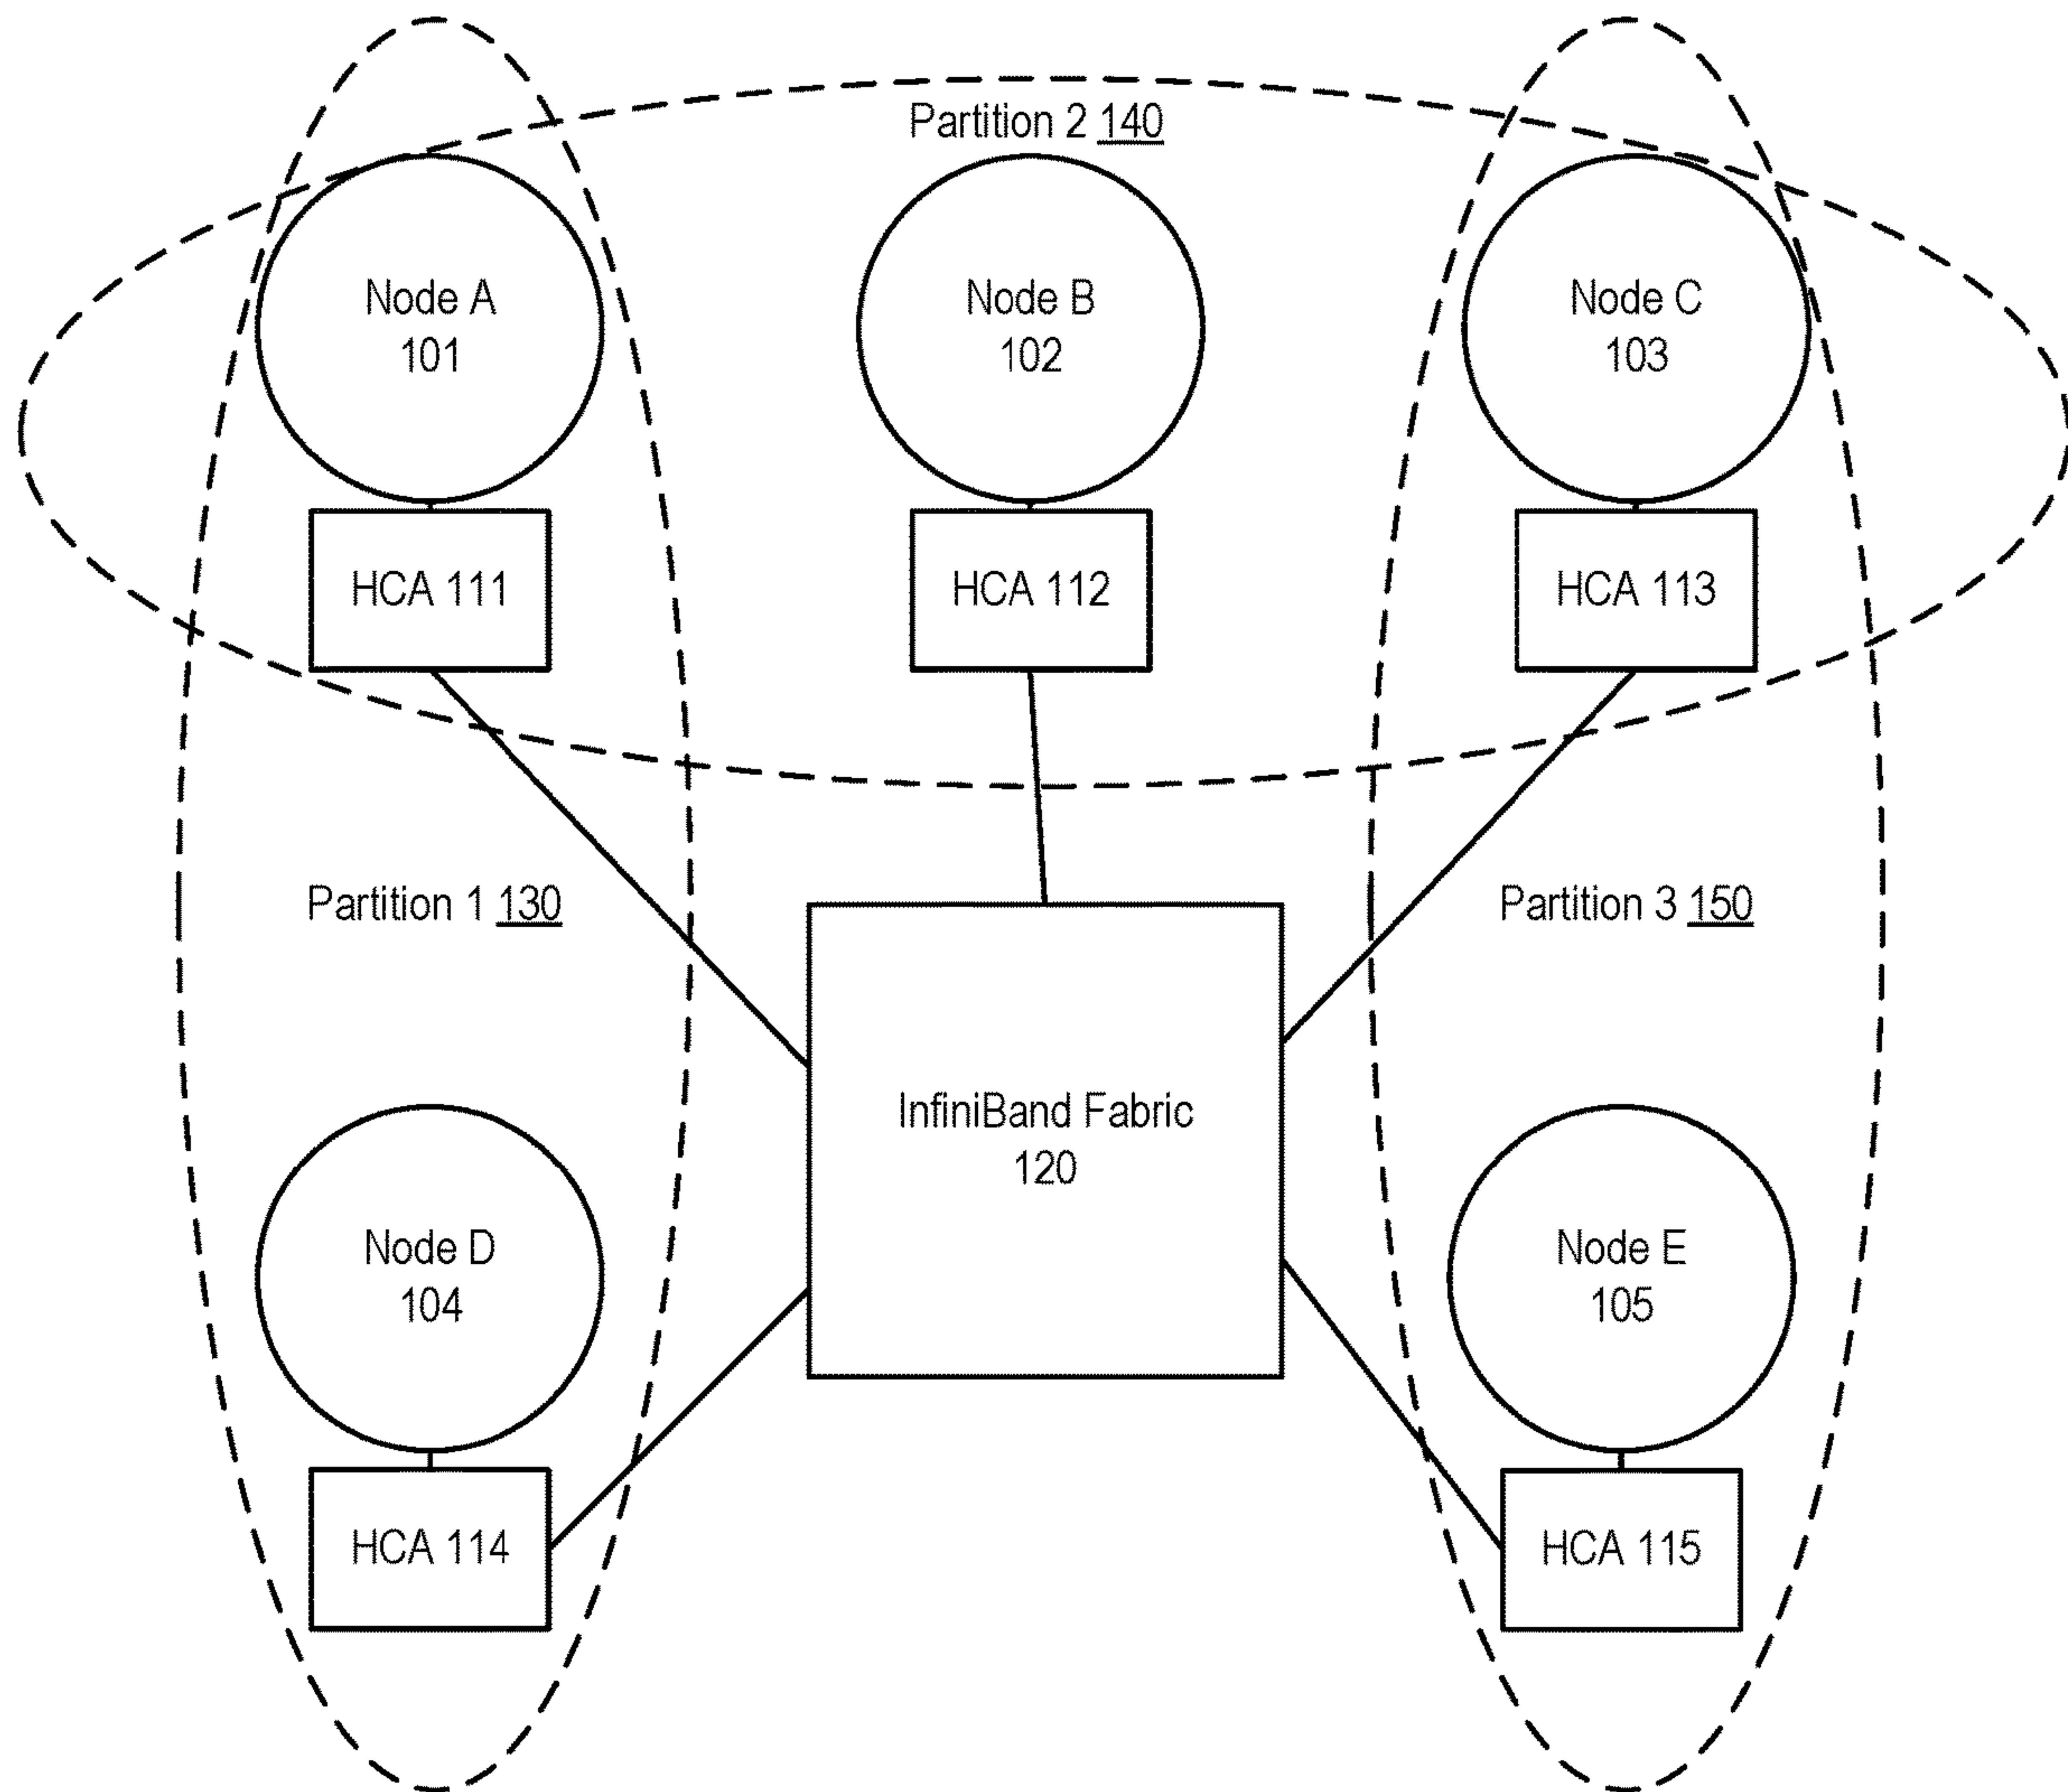 Partition 2 140
Node A
101
Node B
102
Node C
103
HCA 111
HCA 112
HCA 113
Partition 1 130
Partition 3 150
InfiniBand Fabric
120
Node D
104
Node E
105
HCA 114
HCA 115